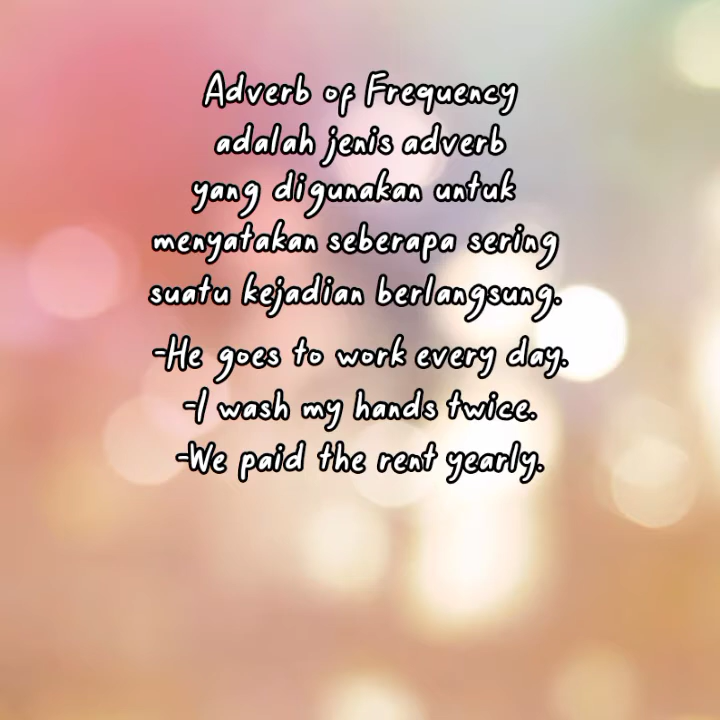 Adverb of Frequency
adalah jenis adverb
yang digunakan untuk
menyatakan seberapa sering
suatu kejadian berlangsung.
-He goes to work every day.
-I wash my hands twice.
-We paid the rent yearly.